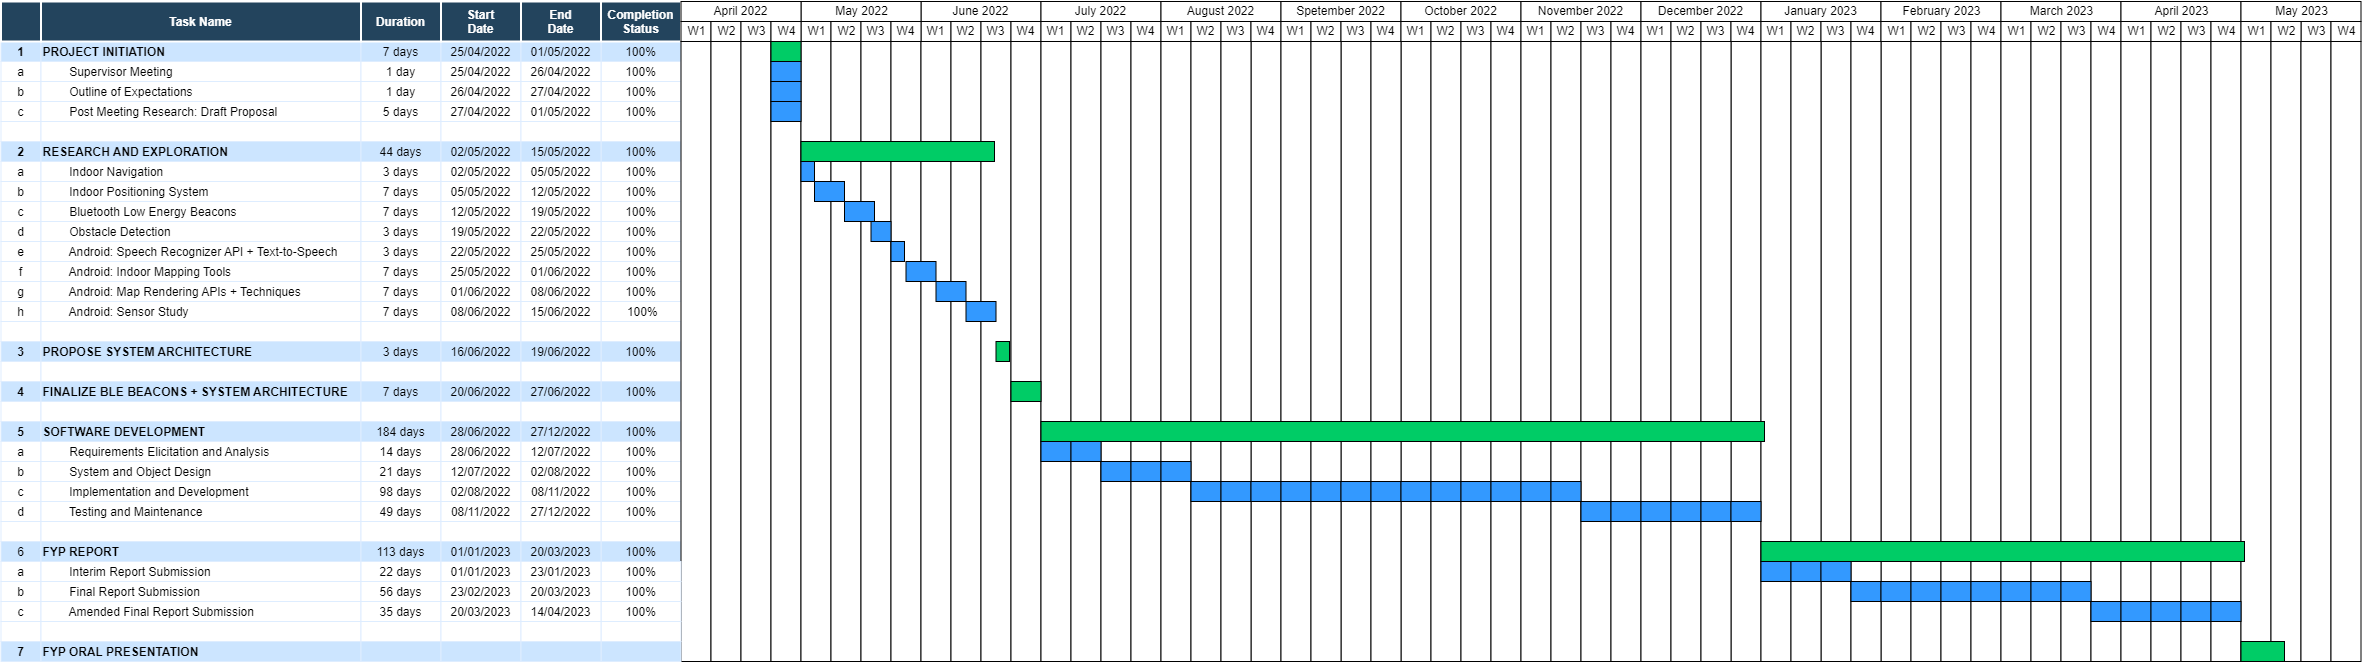 Task Name Duration Start Date End Date Completion Status April 2022 May 2022 June 2022 July 2022 August 2022 Spetember 2022 October 2022 November 2022 December 2022 January 2023 February 2023 March 2023 April 2023 May 2023
W1 W2 W3 W4 W1 W2 W3 W4 W1 W2 W3 W4 W1 W2 W3 W4 W1 W2 W3 W4 W1 W2 W3 W4 W1 W2 W3 W4 W1 W2 W3 W4 W1 W2 W3 W4 W1 W2 W3 W4 W1 W2 W3 W4 W1 W2 W3 W4 W1 W2 W3 W4 W1 W2 W3 W4
1 PROJECT INITIATION 7 days 25/04/2022 01/05/2022 100%
a Supervisor Meeting 1 day 25/04/2022 26/04/2022 100%
b Outline of Expectations 1 day 26/04/2022 27/04/2022 100%
c Post Meeting Research: Draft Proposal 5 days 27/04/2022 01/05/2022 100%
2 RESEARCH AND EXPLORATION 44 days 02/05/2022 15/05/2022 100%
a Indoor Navigation 3 days 02/05/2022 05/05/2022 100%
b Indoor Positioning System 7 days 05/05/2022 12/05/2022 100%
c Bluetooth Low Energy Beacons 7 days 12/05/2022 19/05/2022 100%
d Obstacle Detection 3 days 19/05/2022 22/05/2022 100%
e Android: Speech Recognizer API + Text-to-Speech 3 days 22/05/2022 25/05/2022 100%
f Android: Indoor Mapping Tools 7 days 25/05/2022 01/06/2022 100%
g Android: Map Rendering APIs + Techniques 7 days 01/06/2022 08/06/2022 100%
h Android: Sensor Study 7 days 08/06/2022 15/06/2022 100%
3 PROPOSE SYSTEM ARCHITECTURE 3 days 16/06/2022 19/06/2022 100%
4 FINALIZE BLE BEACONS + SYSTEM ARCHITECTURE 7 days 20/06/2022 27/06/2022 100%
5 SOFTWARE DEVELOPMENT 184 days 28/06/2022 27/12/2022 100%
a Requirements Elicitation and Analysis 14 days 28/06/2022 12/07/2022 100%
b System and Object Design 21 days 12/07/2022 02/08/2022 100%
c Implementation and Development 98 days 02/08/2022 08/11/2022 100%
d Testing and Maintenance 49 days 08/11/2022 27/12/2022 100%
6 FYP REPORT 113 days 01/01/2023 20/03/2023 100%
a Interim Report Submission 22 days 01/01/2023 23/01/2023 100%
b Final Report Submission 56 days 23/02/2023 20/03/2023 100%
c Amended Final Report Submission 35 days 20/03/2023 14/04/2023 100%
7 FYP ORAL PRESENTATION